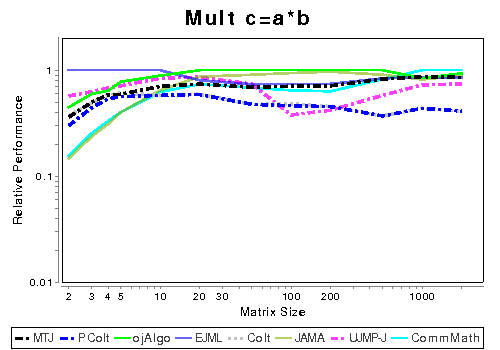 Mult c=a*b
Relative Performance
1
0.1
0.01
2 3 4 5 10 20 30 100 200 1000
Matrix Size
MTJ PColt ojAlgo EJML Colt JAMA UJMP-J CommMath